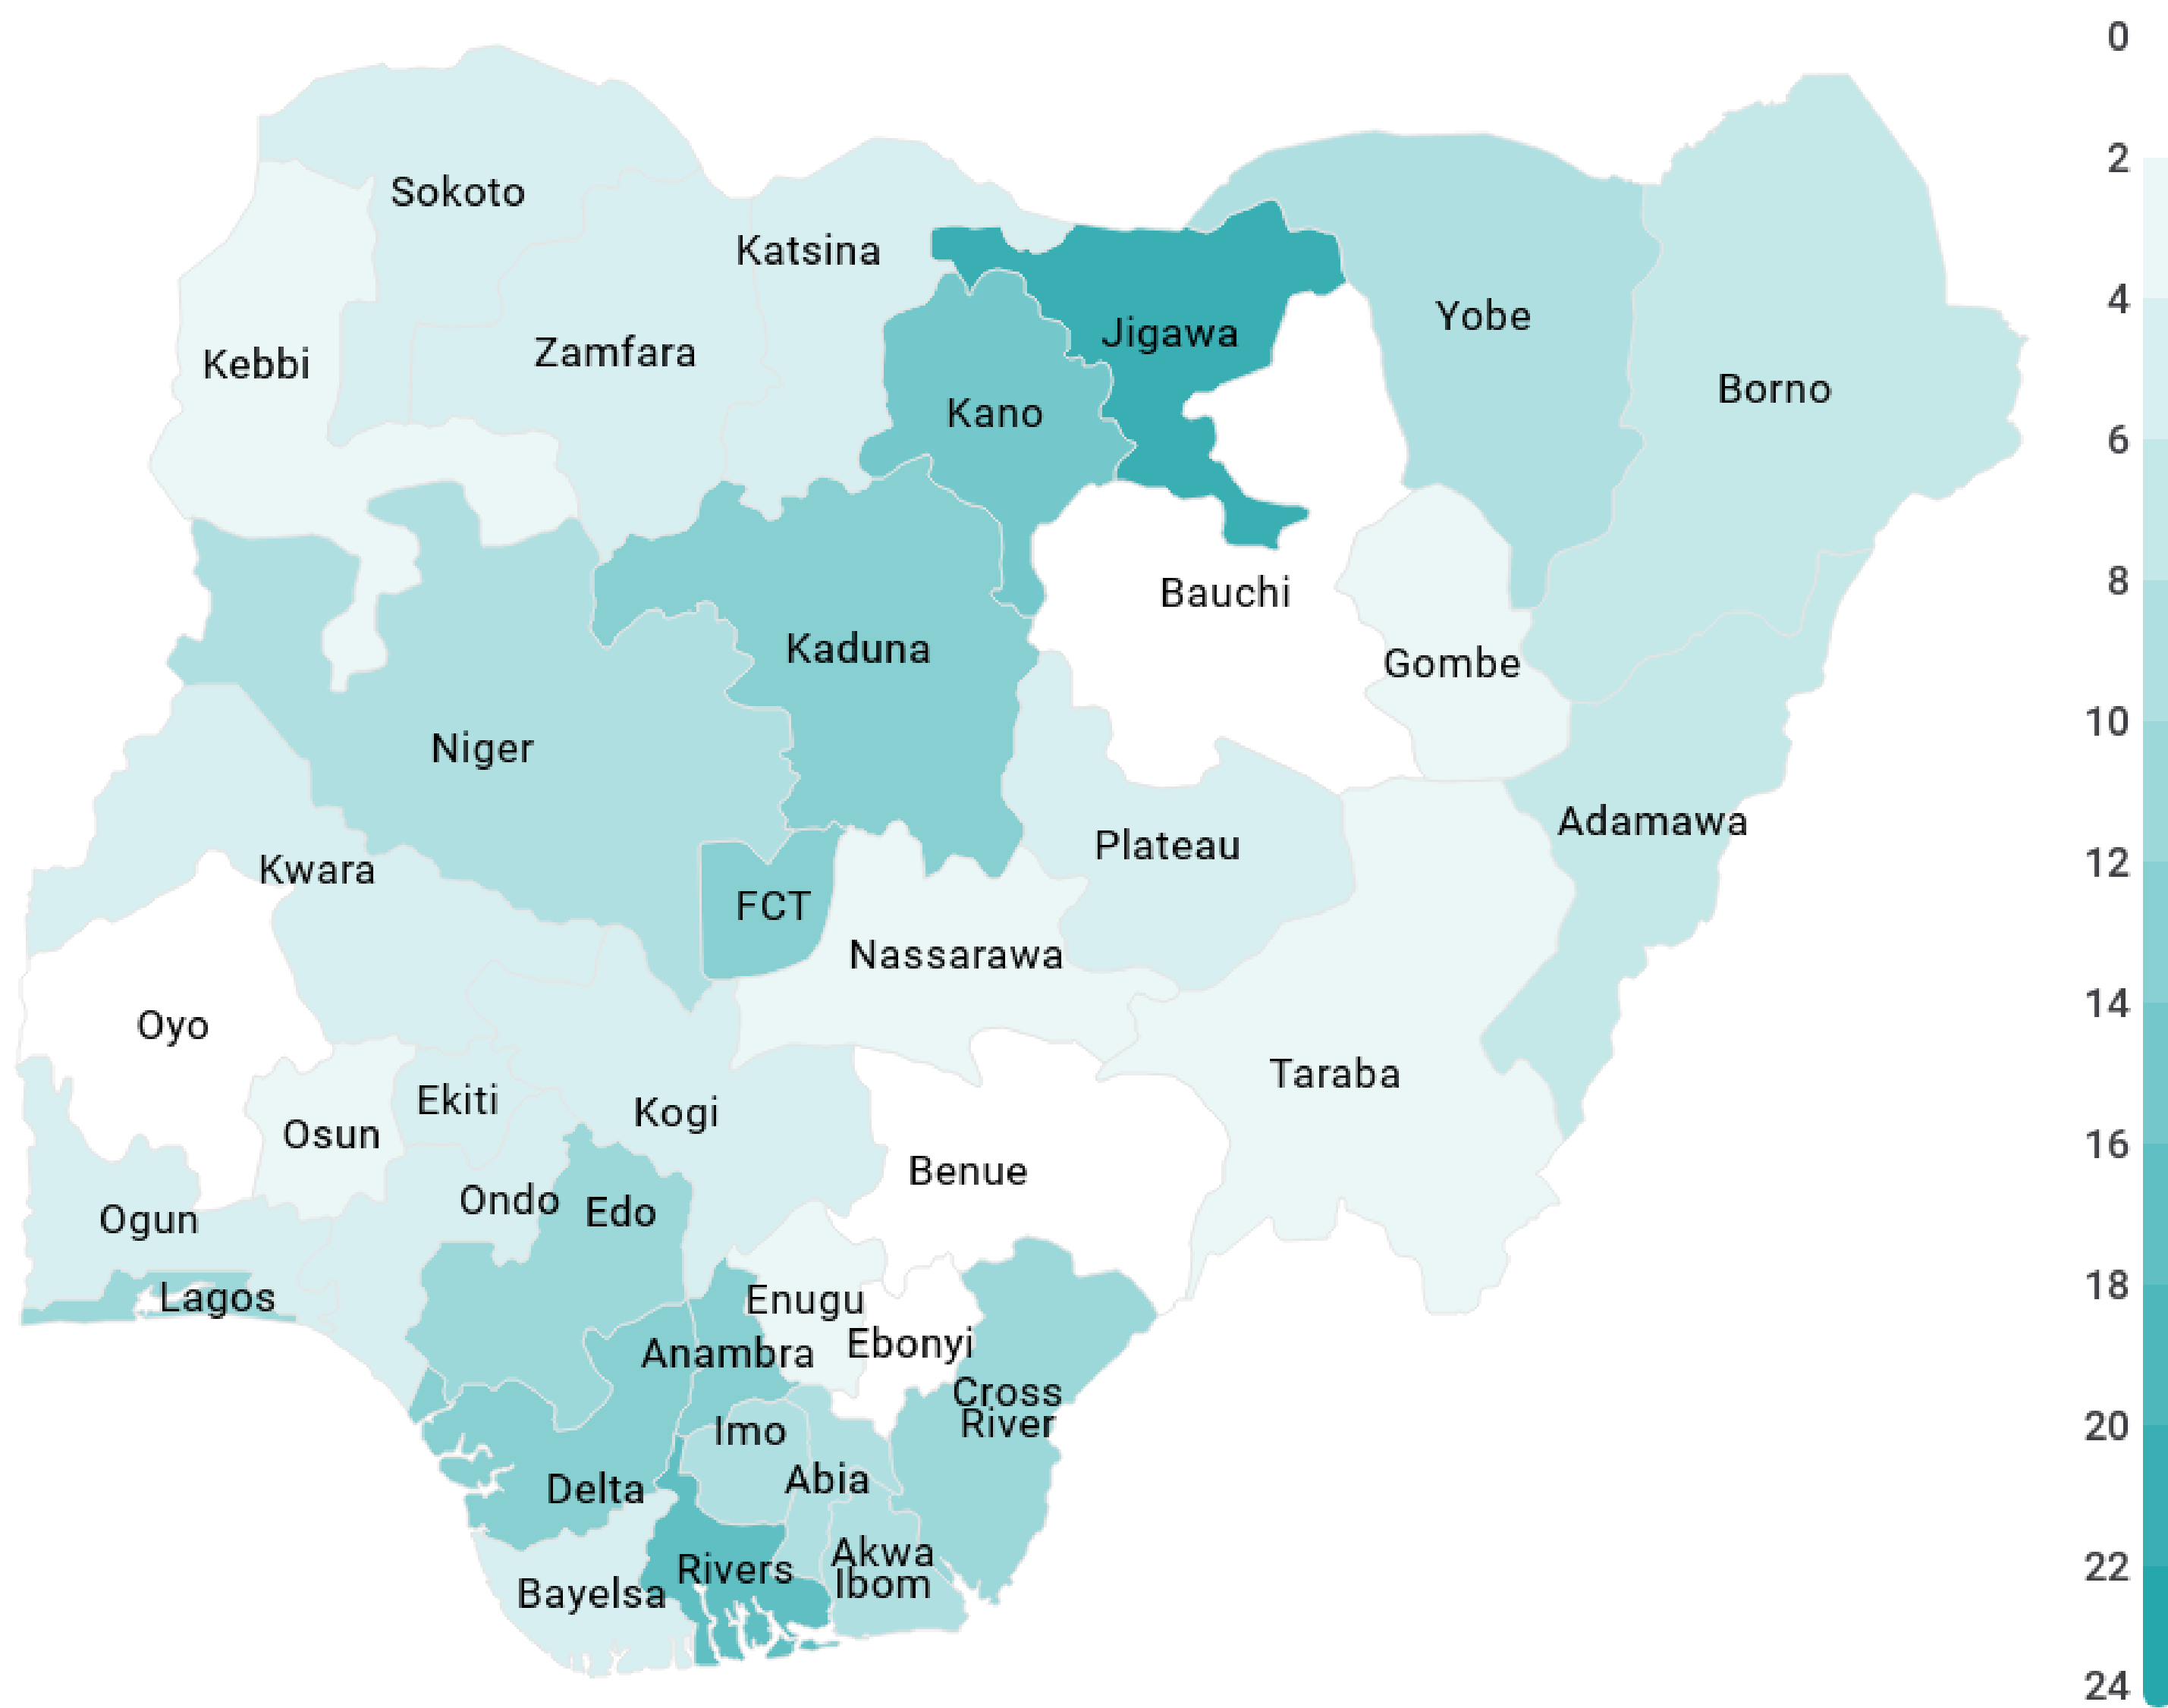 0
2
Sokoto
Katsina
4
Yobe
Jigawa
Zamfara
Kebbi
Borno
Kano
6
8
Bauchi
Kaduna
Gombe
10
Niger
Adamawa
Plateau
12
Kwara
FCT
Nassarawa
14
Oyo
Taraba
Ekiti
Kogi
Osun
16
Benue
Ondo
Edo
Ogun
18
Lagos
Enugu
Ebonyi
Anambra
Cross
River
20
Imo
Abia
Delta
Akwa
Ibom
22
Rivers
Bayelsa
24